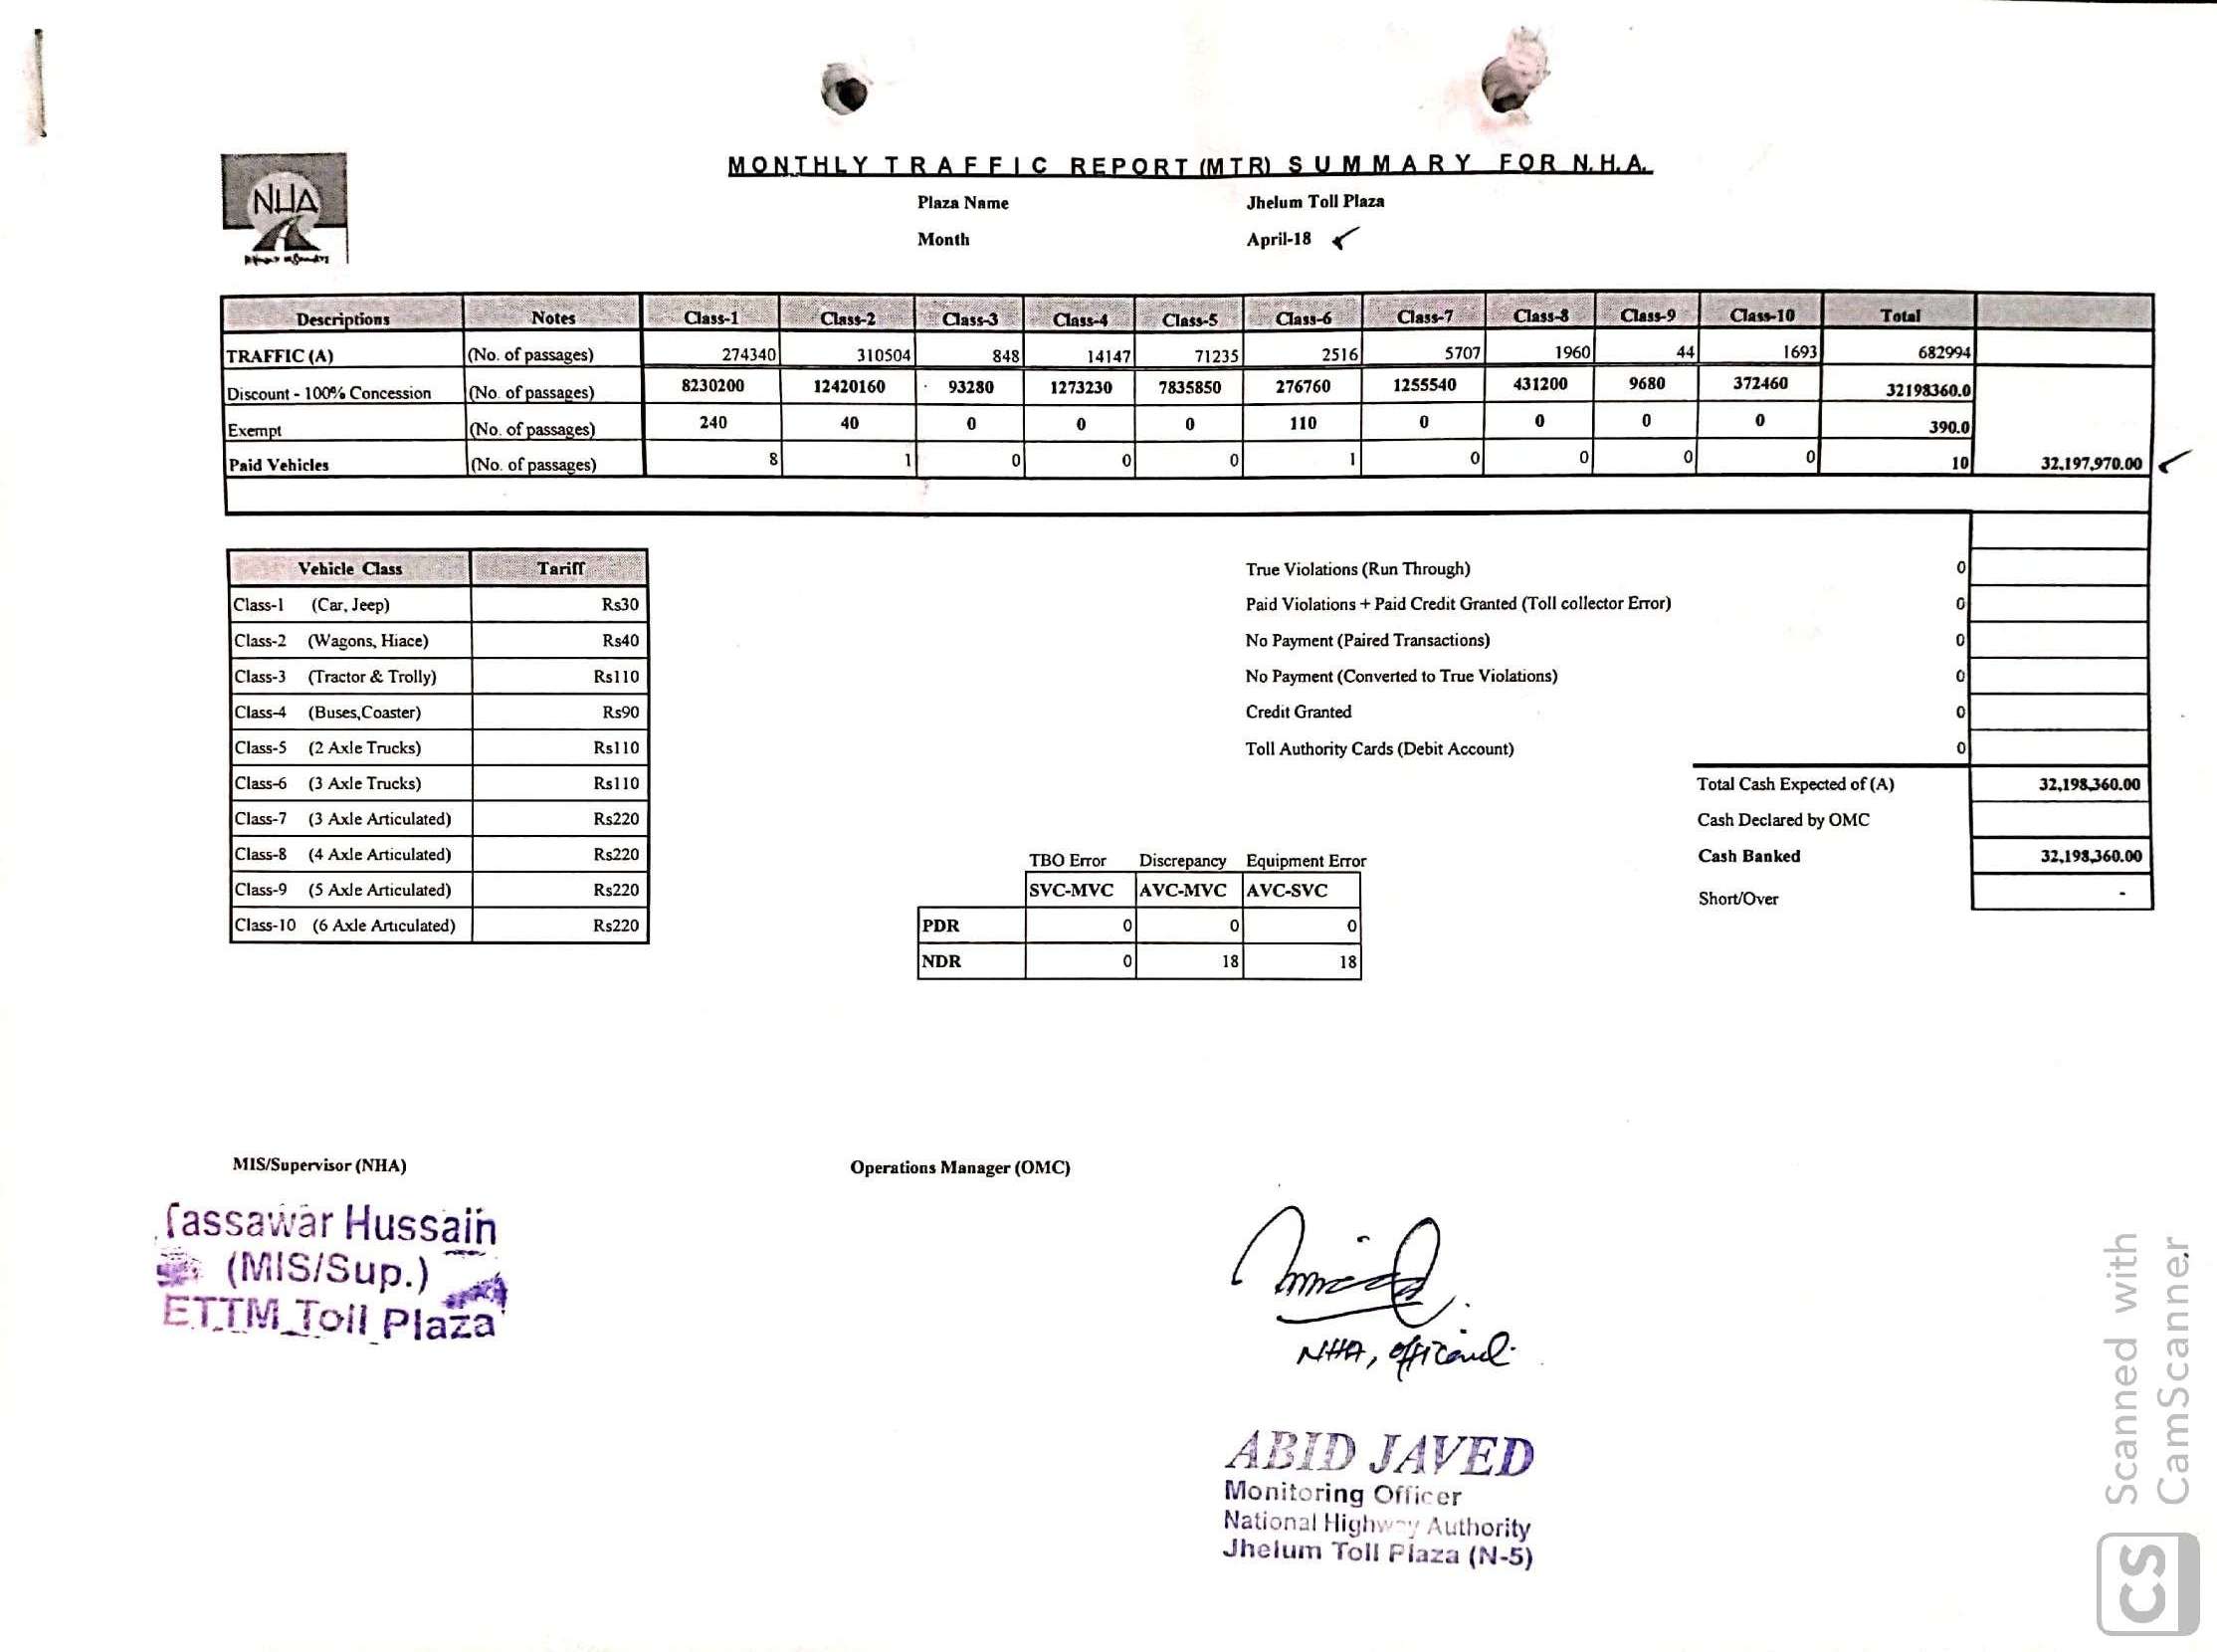 NHA
MONTHLY TRAFFIC REPORT (MTR) SUMMARY FOR N.H.A.
Plaza Name Jhelum Toll Plaza
Month April-18
Descriptions Notes Class-1 Class-2 Class-3 Class-4 Class-5 Class-6 Class-7 Class-8 Class-9 Class-10 Total
TRAFFIC (A) (No. of passages) 274340 310504 848 14147 71235 2516 5707 1960 44 1693 682994
Discount - 100% Concession (No. of passages) 8230200 12420160 93280 1273230 7835850 276760 1255540 431200 9680 372460 32198360.0
Exempt (No. of passages) 240 40 0 0 0 110 0 0 0 0 390.0
Paid Vehicles (No. of passages) 8 1 0 0 0 1 0 0 0 0 10 32,197,970.00
Vehicle Class Tariff
Class-1 (Car, Jeep) Rs30
Class-2 (Wagons, Hiace) Rs40
Class-3 (Tractor & Trolly) Rs110
Class-4 (Buses,Coaster) Rs90
Class-5 (2 Axle Trucks) Rs110
Class-6 (3 Axle Trucks) Rs110
Class-7 (3 Axle Articulated) Rs220
Class-8 (4 Axle Articulated) Rs220
Class-9 (5 Axle Articulated) Rs220
Class-10 (6 Axle Articulated) Rs220
True Violations (Run Through) 0
Paid Violations + Paid Credit Granted (Toll collector Error) 0
No Payment (Paired Transactions) 0
No Payment (Converted to True Violations) 0
Credit Granted 0
Toll Authority Cards (Debit Account) 0
Total Cash Expected of (A) 32,198,360.00
Cash Declared by OMC
Cash Banked 32,198,360.00
Short/Over -
TBO Error Discrepancy Equipment Error
SVC-MVC AVC-MVC AVC-SVC
PDR 0 0 0
NDR 0 18 18
MIS/Supervisor (NHA)
Operations Manager (OMC)
Tassawar Hussain
(MIS/Sup.)
ETTM Toll Plaza
NHA, official
ABID JAVED
Monitoring Officer
National Highway Authority
Jhelum Toll Plaza (N-5)
CS Scanned with
CamScanner